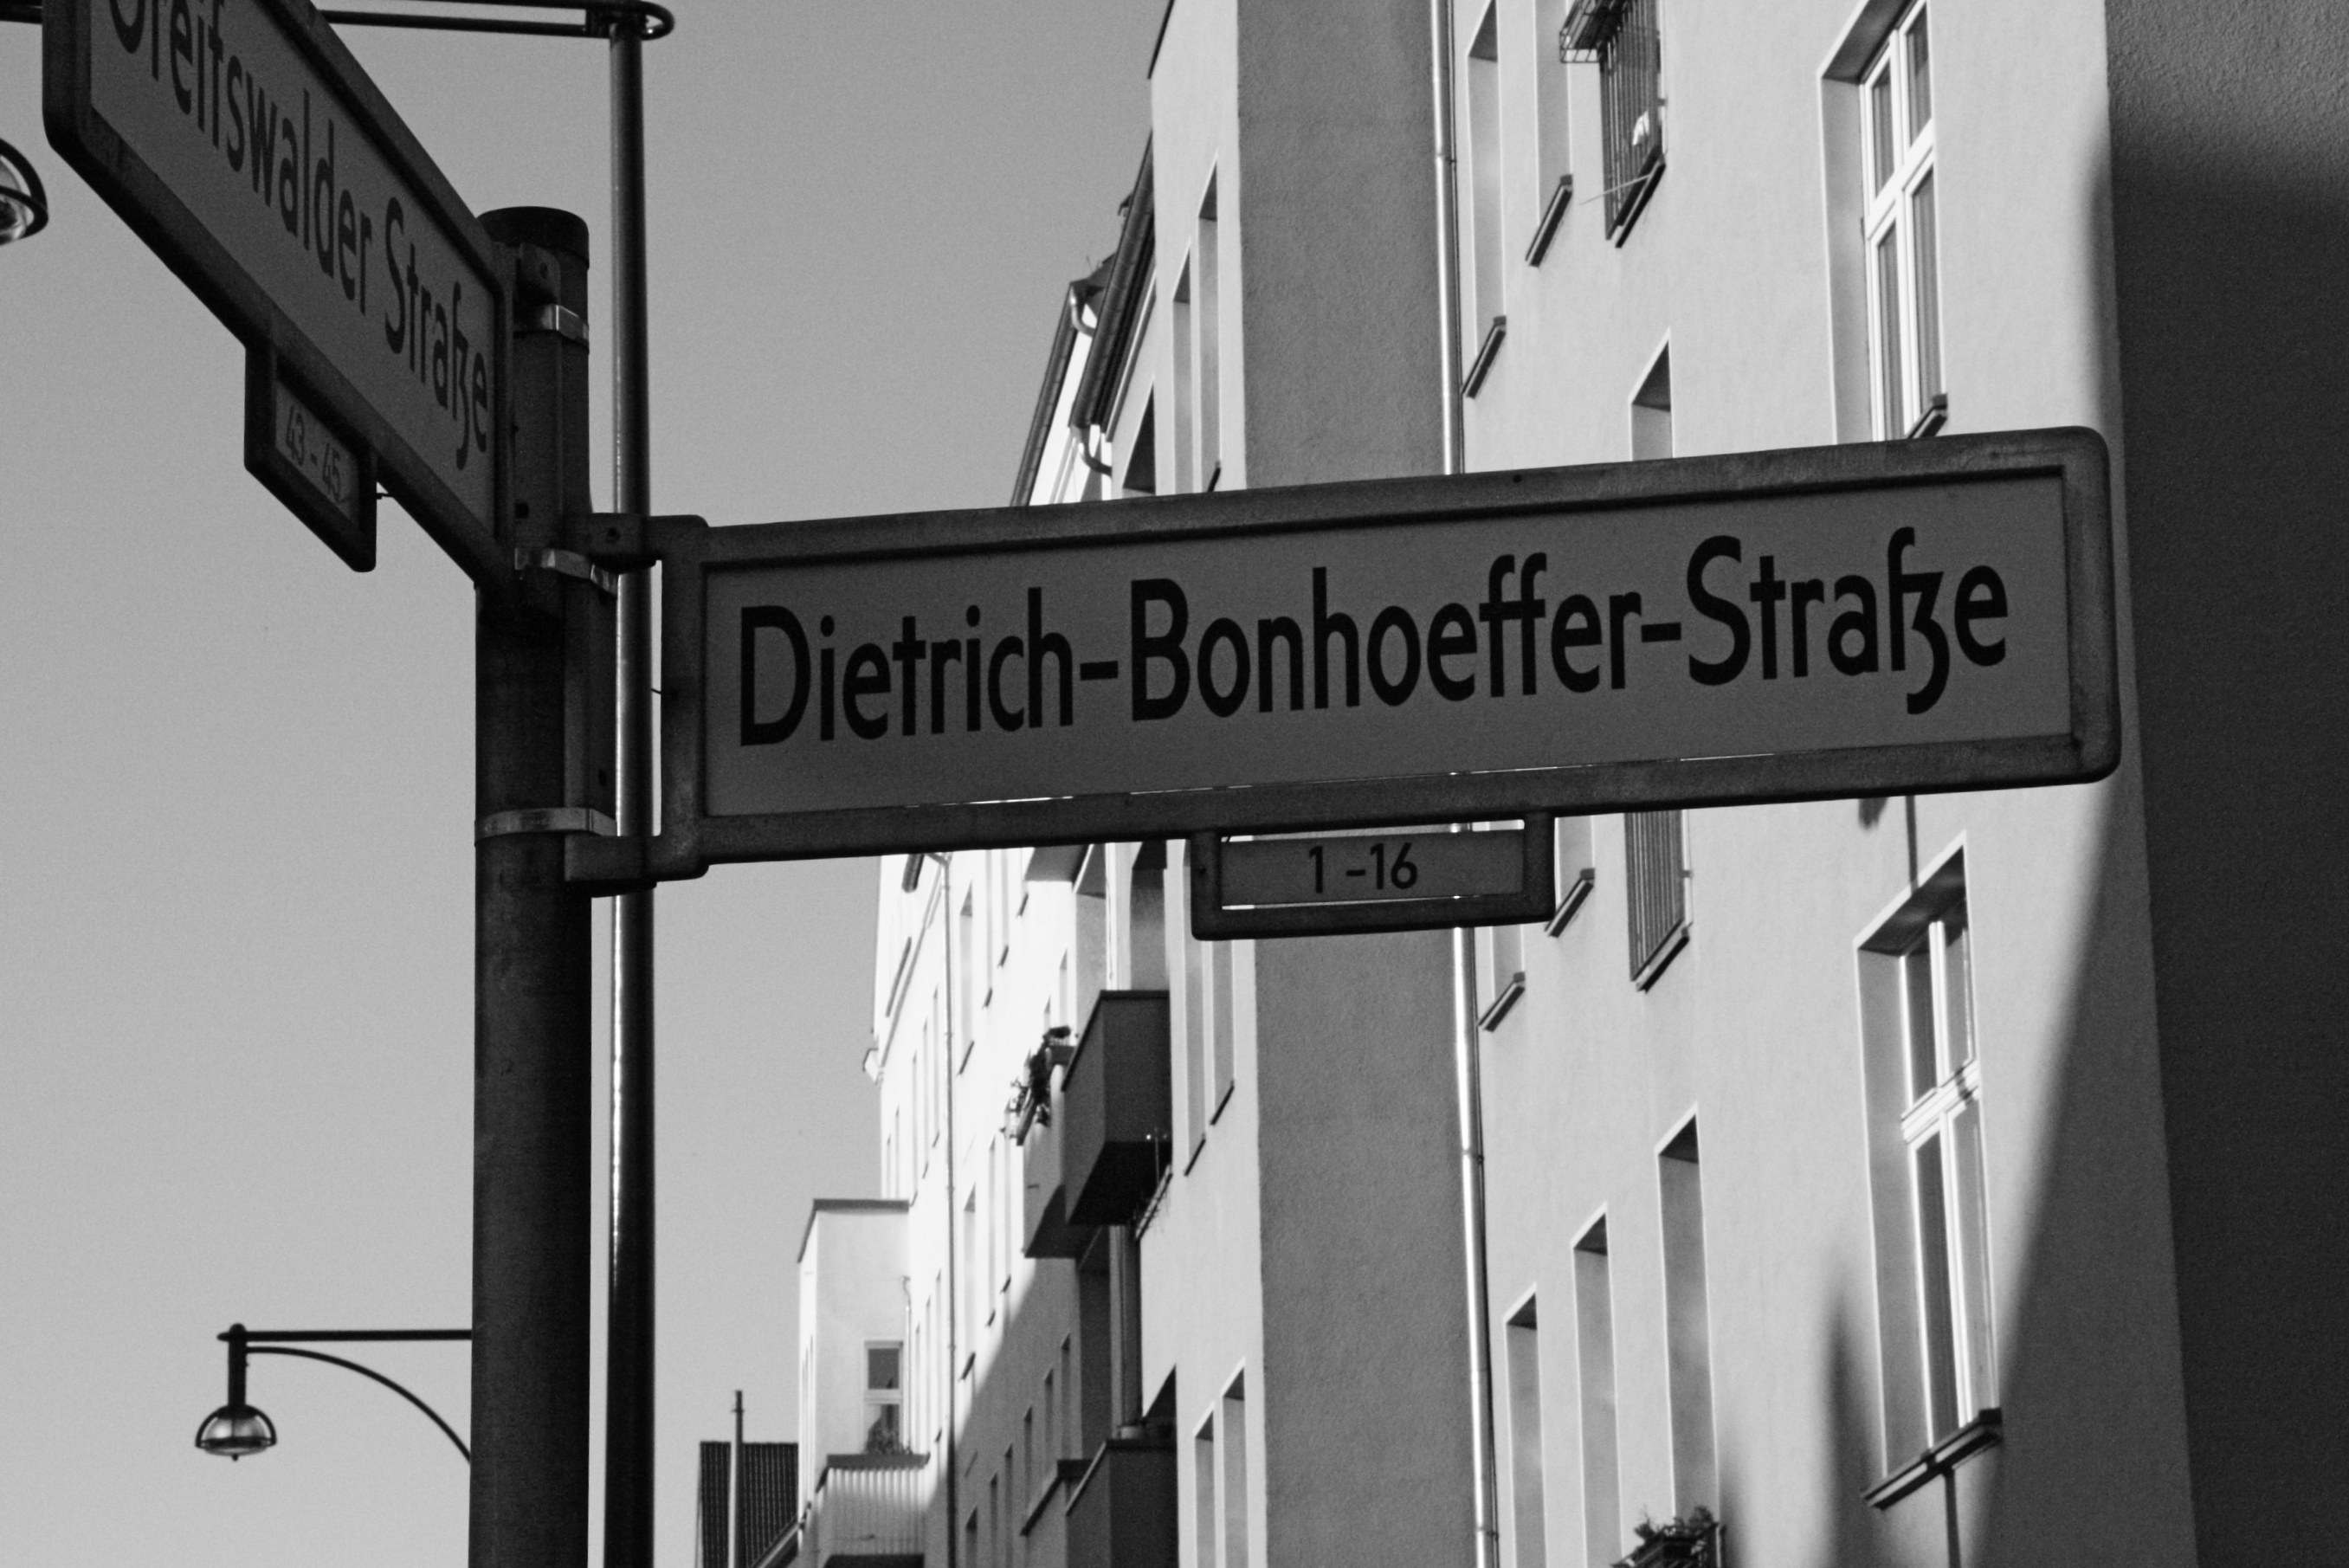 Greifswalder Straße
43 - 45
Dietrich-Bonhoeffer-Straße
1 -16